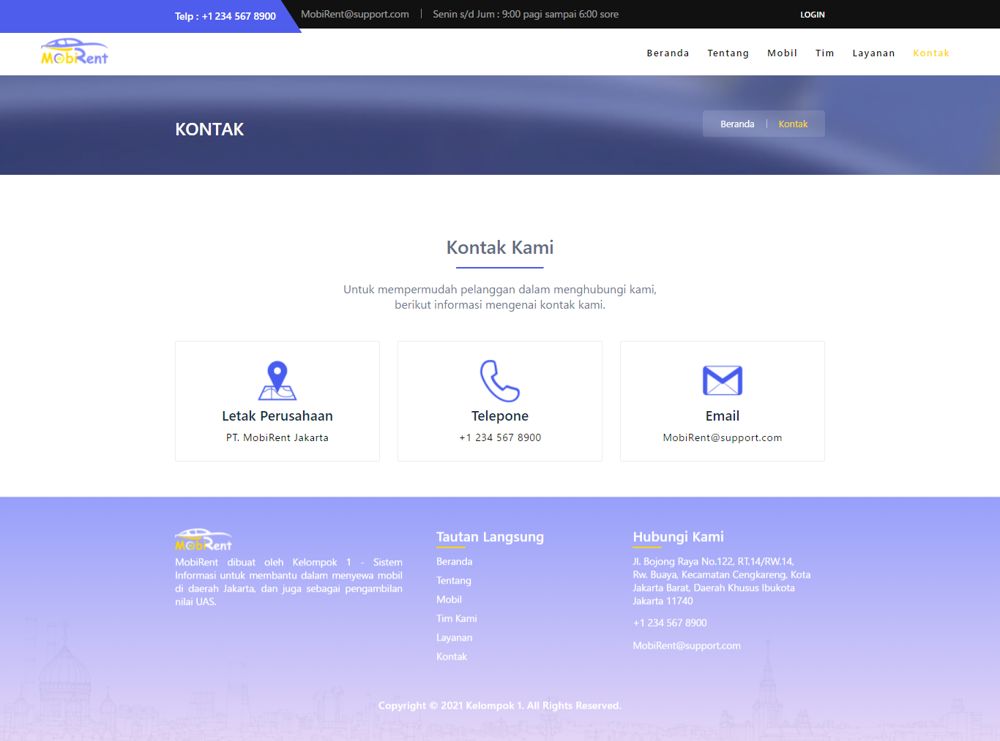 Telp : +1 234 567 8900
MobiRent@support.com
Senin s/d Jum : 9:00 pagi sampai 6:00 sore
LOGIN
MobiRent
Beranda
Tentang
Mobil
Tim
Layanan
Kontak
KONTAK
Beranda
Kontak
Kontak Kami
Untuk mempermudah pelanggan dalam menghubungi kami,
berikut informasi mengenai kontak kami.
Letak Perusahaan
PT. MobiRent Jakarta
Telepone
+1 234 567 8900
Email
MobiRent@support.com
MobiRent
MobiRent dibuat oleh Kelompok 1 - Sistem
Informasi untuk membantu dalam menyewa mobil
di daerah Jakarta, dan juga sebagai pengambilan
nilai UAS.
Tautan Langsung
Beranda
Tentang
Mobil
Tim Kami
Layanan
Kontak
Hubungi Kami
Jl. Bojong Raya No.122, RT.14/RW.14,
Rw. Buaya, Kecamatan Cengkareng, Kota
Jakarta Barat, Daerah Khusus Ibukota
Jakarta 11740
+1 234 567 8900
MobiRent@support.com
Copyright © 2021 Kelompok 1. All Rights Reserved.